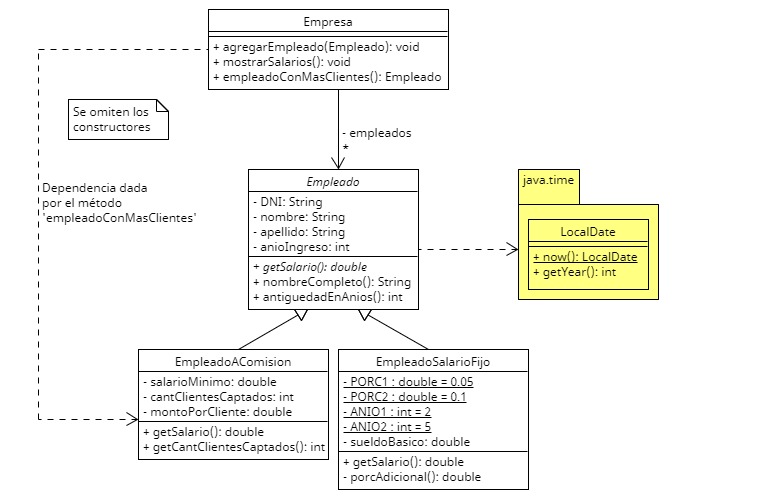 Empresa
+ agregarEmpleado(Empleado): void
+ mostrarSalarios(): void
+ empleadoConMasClientes(): Empleado
Se omiten los
constructores
- empleados
*
Dependencia dada
por el método
'empleadoConMasClientes'
Empleado
- DNI: String
- nombre: String
- apellido: String
- anioIngreso: int
+ getSalario(): double
+ nombreCompleto(): String
+ antiguedadEnAnios(): int
java.time
LocalDate
+ now(): LocalDate
+ getYear(): int
EmpleadoAComision
- salarioMinimo: double
- cantClientesCaptados: int
- montoPorCliente: double
+ getSalario(): double
+ getCantClientesCaptados(): int
EmpleadoSalarioFijo
- PORC1 : double = 0.05
- PORC2 : double = 0.1
- ANIO1 : int = 2
- ANIO2 : int = 5
- sueldoBasico: double
+ getSalario(): double
- porcAdicional(): double